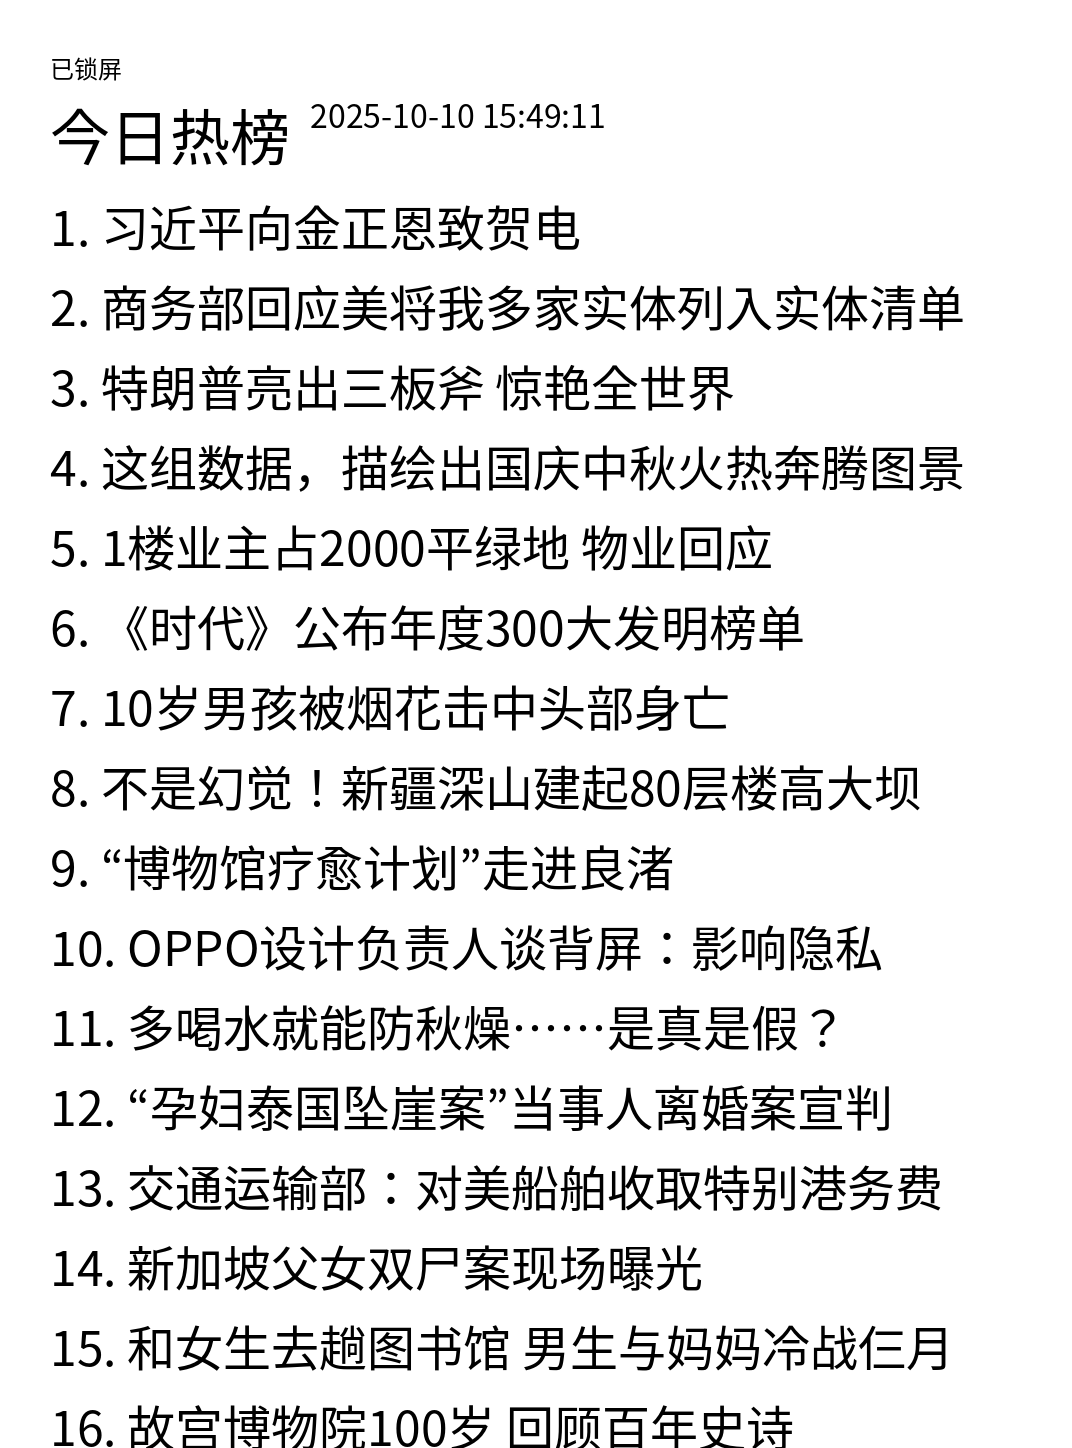 已锁屏
今日热榜 2025-10-10 15:49:11
1. 习近平向金正恩致贺电
2. 商务部回应美将我多家实体列入实体清单
3. 特朗普亮出三板斧 惊艳全世界
4. 这组数据，描绘出国庆中秋火热奔腾图景
5. 1楼业主占2000平绿地 物业回应
6. 《时代》公布年度300大发明榜单
7. 10岁男孩被烟花击中头部身亡
8. 不是幻觉！新疆深山建起80层楼高大坝
9. “博物馆疗愈计划”走进良渚
10. OPPO设计负责人谈背屏：影响隐私
11. 多喝水就能防秋燥……是真是假？
12. “孕妇泰国坠崖案”当事人离婚案宣判
13. 交通运输部：对美船舶收取特别港务费
14. 新加坡父女双尸案现场曝光
15. 和女生去趟图书馆 男生与妈妈冷战仨月
16. 故宫博物院100岁 回顾百年史诗